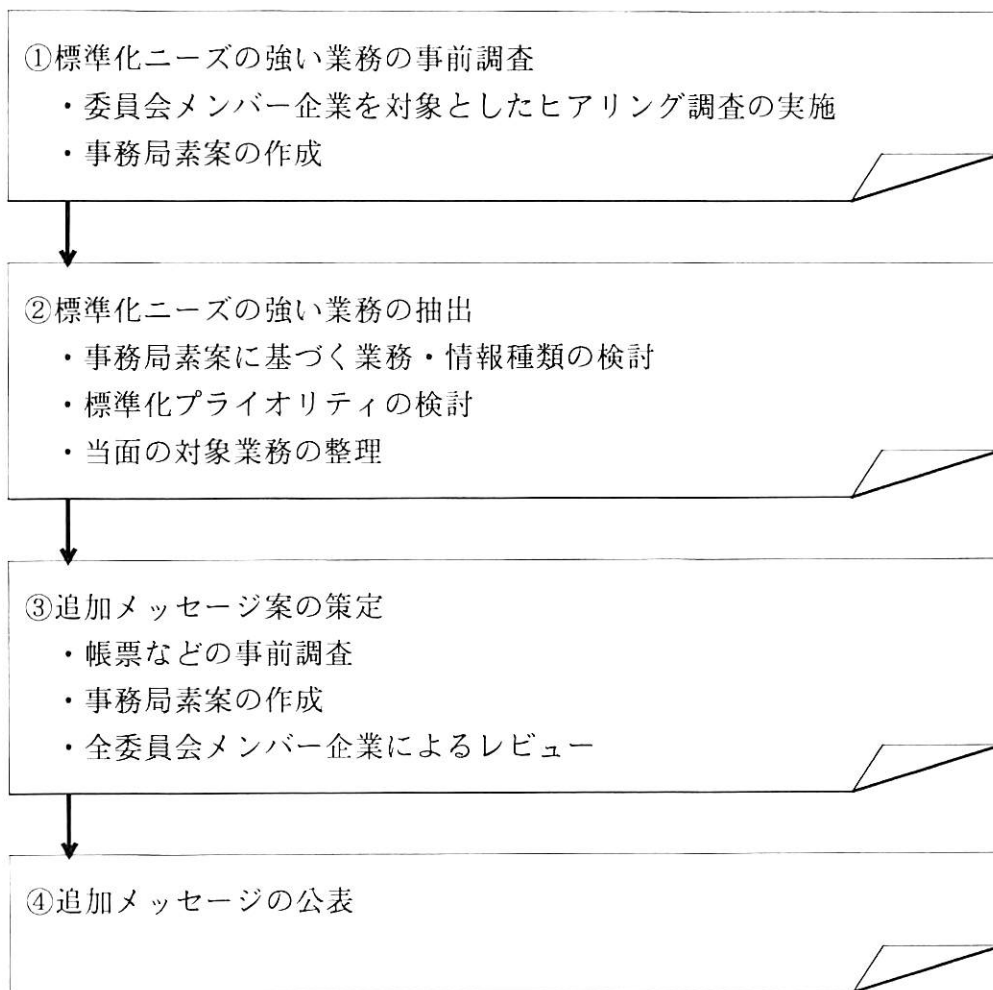 ①標準化ニーズの強い業務の事前調査
・委員会メンバー企業を対象としたヒアリング調査の実施
・事務局素案の作成
②標準化ニーズの強い業務の抽出
・事務局素案に基づく業務・情報種類の検討
・標準化プライオリティの検討
・当面の対象業務の整理
③追加メッセージ案の策定
・帳票などの事前調査
・事務局素案の作成
・全委員会メンバー企業によるレビュー
④追加メッセージの公表